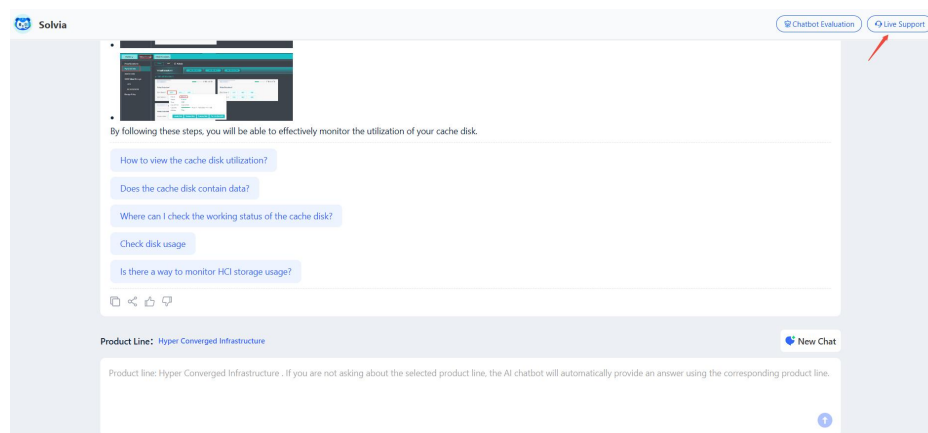 Solvia
Chatbot Evaluation
Live Support
By following these steps, you will be able to effectively monitor the utilization of your cache disk.
How to view the cache disk utilization?
Does the cache disk contain data?
Where can I check the working status of the cache disk?
Check disk usage
Is there a way to monitor HCI storage usage?
Product Line: Hyper Converged Infrastructure
New Chat
Product line: Hyper Converged Infrastructure . If you are not asking about the selected product line, the AI chatbot will automatically provide an answer using the corresponding product line.